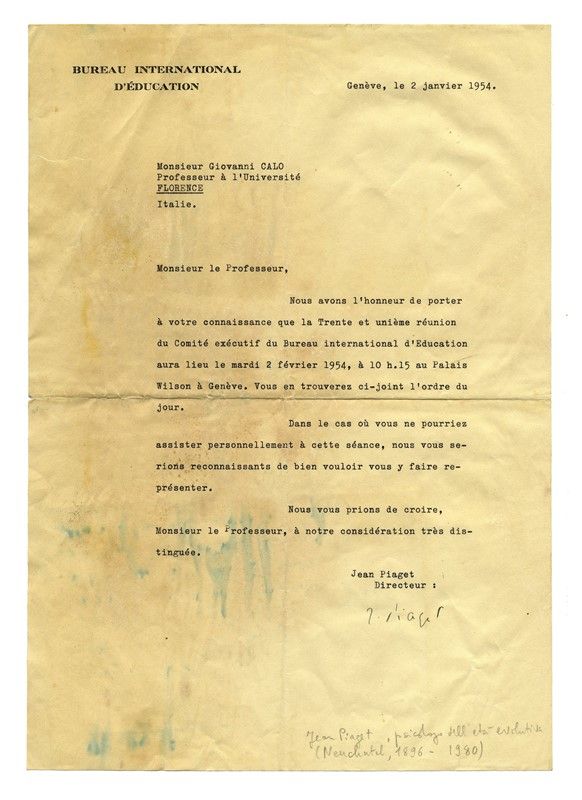 BUREAU INTERNATIONAL
D'ÉDUCATION
Genève, le 2 janvier 1954.
Monsieur Giovanni CALO
Professeur à l'Université
FLORENCE
Italie.
Monsieur le Professeur,
Nous avons l'honneur de porter
à votre connaissance que la Trente et unième réunion
du Comité exécutif du Bureau international d'Education
aura lieu le mardi 2 février 1954, à 10 h.15 au Palais
Wilson à Genève. Vous en trouverez ci-joint l'ordre du
jour.
Dans le cas où vous ne pourriez
assister personnellement à cette séance, nous vous se-
rions reconnaissants de bien vouloir vous y faire re-
présenter.
Nous vous prions de croire,
Monsieur le Professeur, à notre considération très dis-
tinguée.
Jean Piaget
Directeur :
J. Piaget
Jean Piaget, psicologo dell'età evolutiva
(Neuchatel, 1896 - 1980)